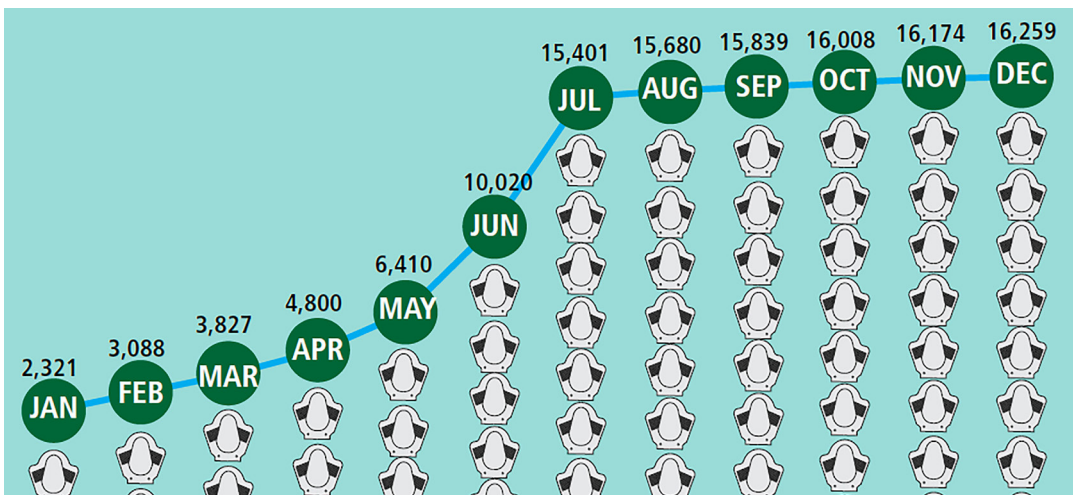 2,321
JAN
3,088
FEB
3,827
MAR
4,800
APR
6,410
MAY
10,020
JUN
15,401
JUL
15,680
AUG
15,839
SEP
16,008
OCT
16,174
NOV
16,259
DEC